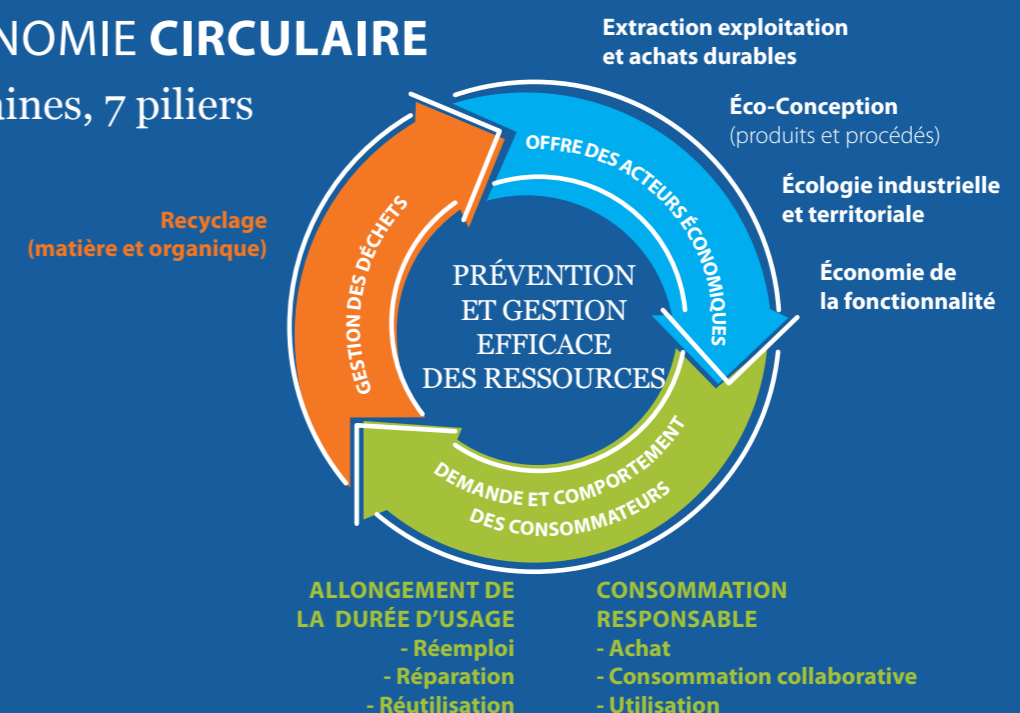 NOMIE CIRCULAIRE
aines, 7 piliers
Extraction exploitation
et achats durables
Éco-Conception
(produits et procédés)
Écologie industrielle
et territoriale
Économie de
la fonctionnalité
Recyclage
(matière et organique)
OFFRE DES ACTEURS ÉCONOMIQUES
GESTION DES DÉCHETS
PRÉVENTION
ET GESTION
EFFICACE
DES RESSOURCES
DEMANDE ET COMPORTEMENT
DES CONSOMMATEURS
ALLONGEMENT DE
LA DURÉE D’USAGE
- Réemploi
- Réparation
- Réutilisation
CONSOMMATION
RESPONSABLE
- Achat
- Consommation collaborative
- Utilisation